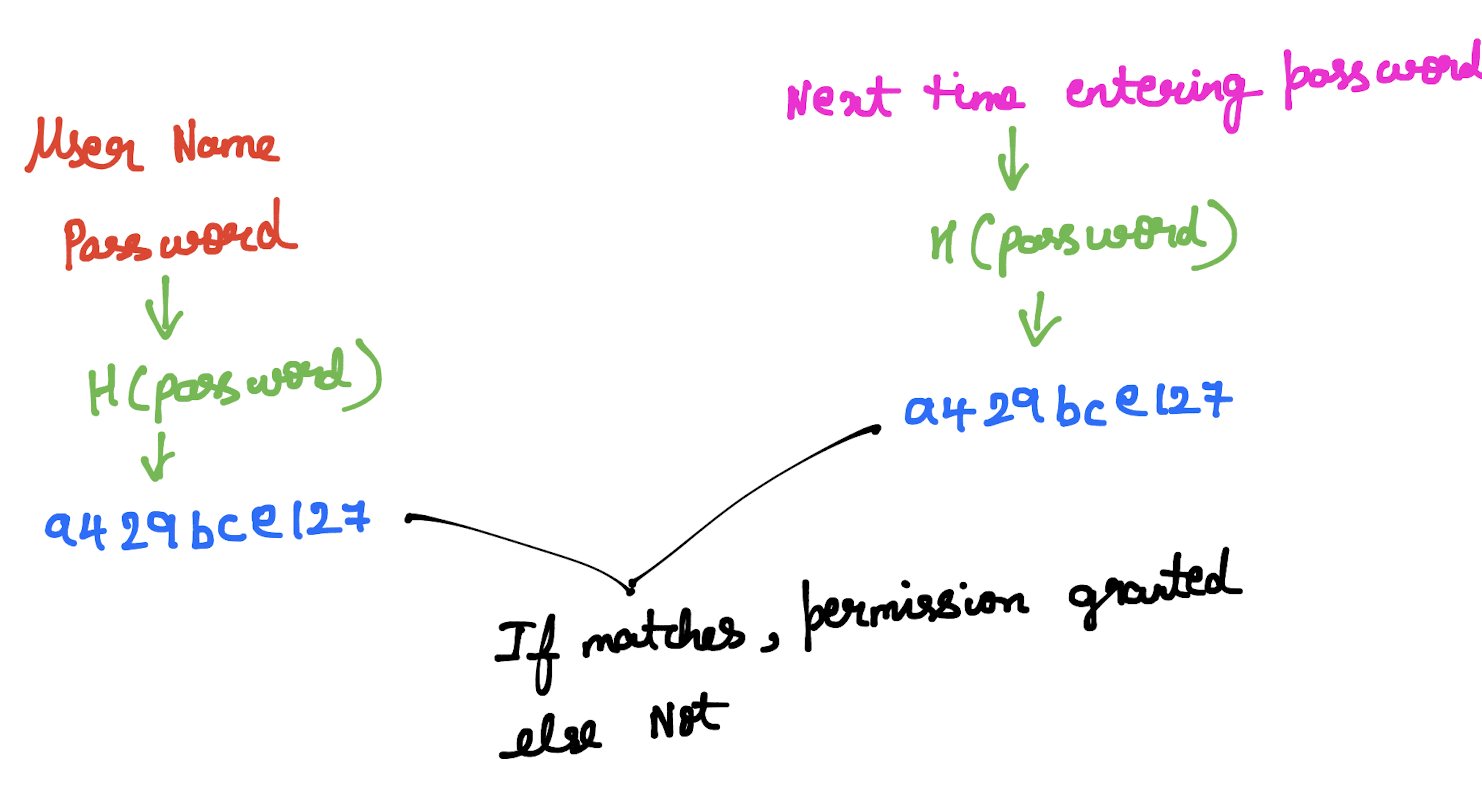 User Name
Password
H(password)
a429bce127
Next time entering password
H(password)
a429bce127
If matches, permission granted
else Not